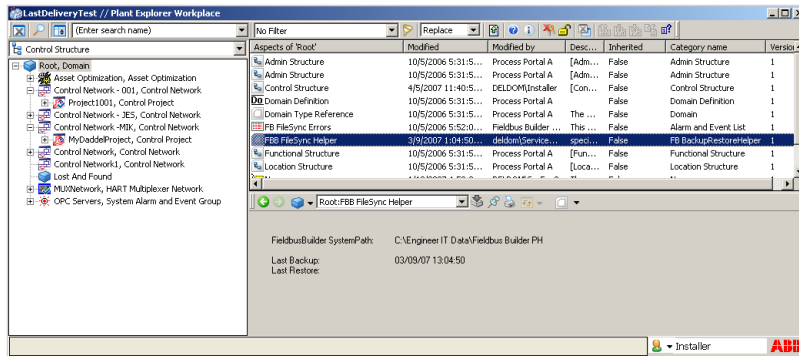 LastDeliveryTest // Plant Explorer Workplace
(Enter search name)
No Filter
Replace
Control Structure
Root, Domain
Asset Optimization, Asset Optimization
Control Network - 001, Control Network
Project1001, Control Project
Control Network - JES, Control Network
Control Network -MIK, Control Network
MyDaddelProject, Control Project
Control Network, Control Network
Control Network1, Control Network
Lost And Found
MUXNetwork, HART Multiplexer Network
OPC Servers, System Alarm and Event Group
Aspects of 'Root' Modified Modified by Desc... Inherited Category name Version
Admin Structure 10/5/2006 5:31:5... Process Portal A [Adm... False Admin Structure 1
Admin Structure 10/5/2006 5:31:5... Process Portal A [Adm... False Admin Structure 1
Control Structure 4/5/2007 11:40:5... DELDOM\Installer [Con... False Control Structure 1
Domain Definition 10/5/2006 5:31:5... Process Portal A False Domain Definition 1
Domain Type Reference 10/5/2006 5:31:5... Process Portal A The ... False Domain 1
FB FileSync Errors 10/5/2006 5:52:0... Fieldbus Builder ... This ... False Alarm and Event List 1
FBB FileSync Helper 3/9/2007 1:04:50... deldom\Service... speci... False FB BackupRestoreHelper 1
Functional Structure 10/5/2006 5:31:5... Process Portal A [Fun... False Functional Structure 1
Location Structure 10/5/2006 5:31:5... Process Portal A [Loca... False Location Structure 1
Root:FBB FileSync Helper
FieldbusBuilder SystemPath: C:\Engineer IT Data\Fieldbus Builder PH
Last Backup: 03/09/07 13:04:50
Last Restore:
Installer
ABB